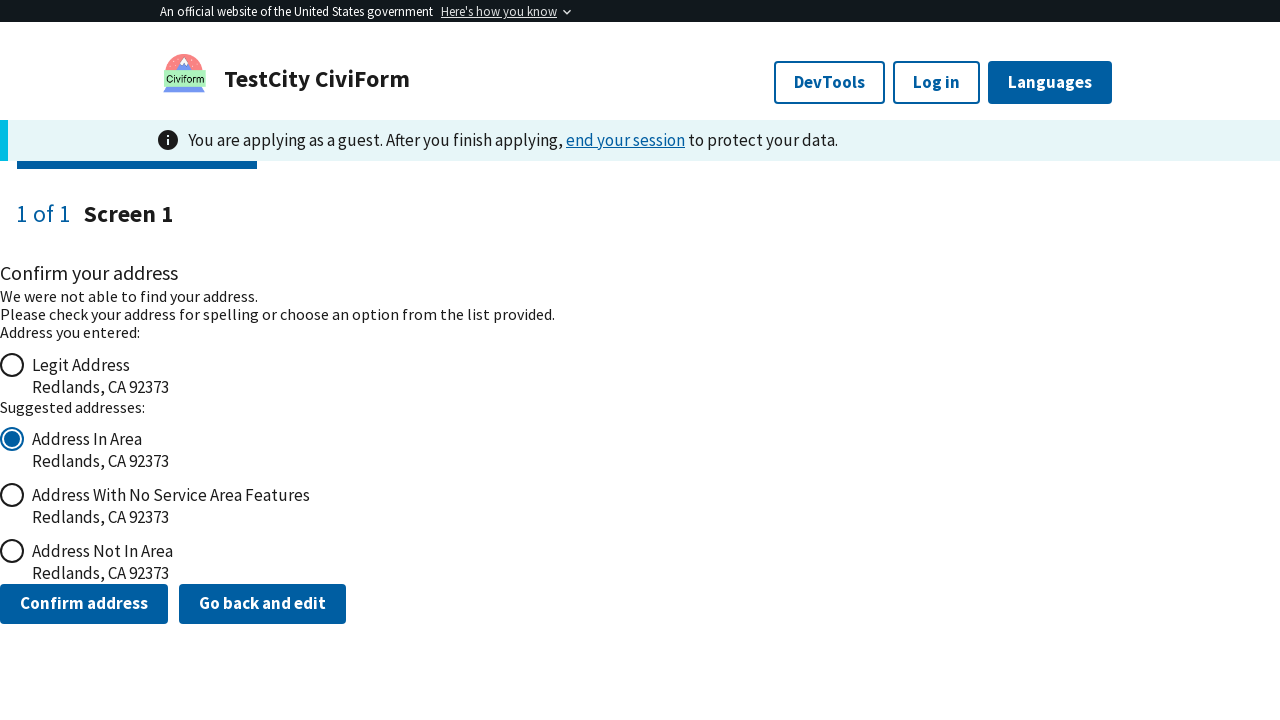 An official website of the United States government Here's how you know
Civiform
TestCity CiviForm
DevTools
Log in
Languages
You are applying as a guest. After you finish applying, end your session to protect your data.
1 of 1 Screen 1
Confirm your address
We were not able to find your address.
Please check your address for spelling or choose an option from the list provided.
Address you entered:
Legit Address
Redlands, CA 92373
Suggested addresses:
Address In Area
Redlands, CA 92373
Address With No Service Area Features
Redlands, CA 92373
Address Not In Area
Redlands, CA 92373
Confirm address
Go back and edit